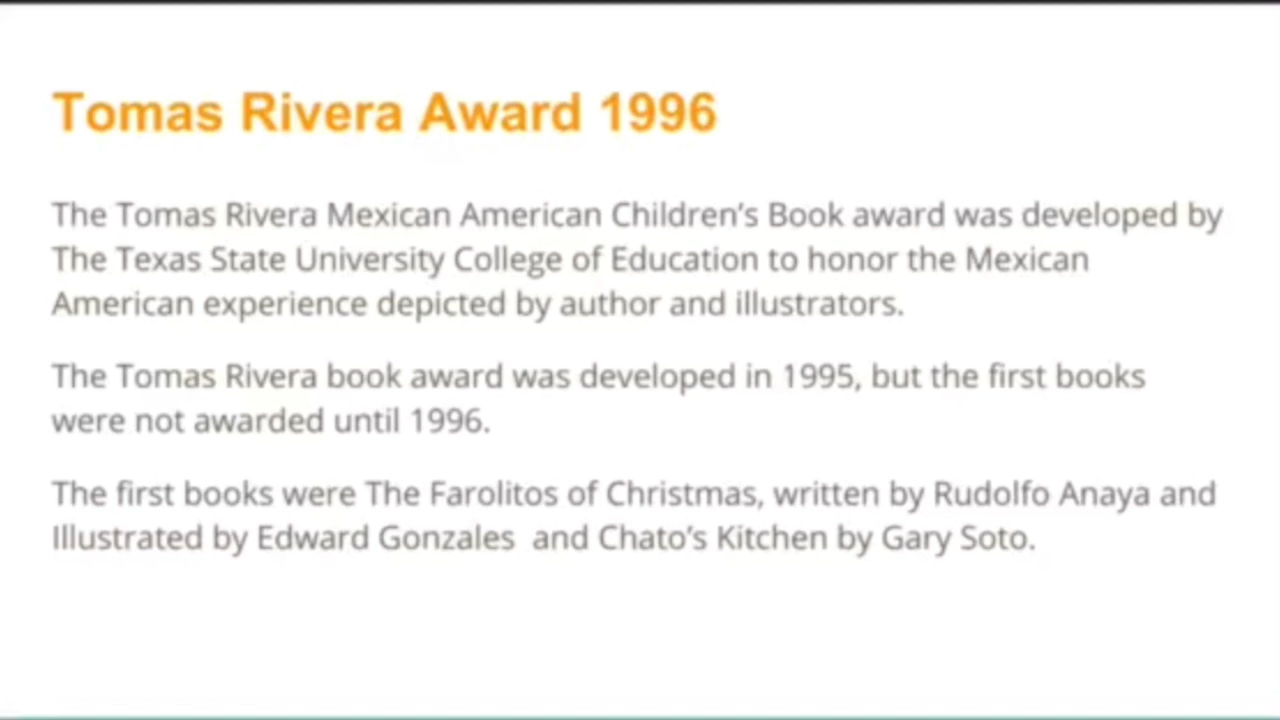 Tomas Rivera Award 1996
The Tomas Rivera Mexican American Children's Book award was developed by
The Texas State University College of Education to honor the Mexican
American experience depicted by author and illustrators.
The Tomas Rivera book award was developed in 1995, but the first books
were not awarded until 1996.
The first books were The Farolitos of Christmas, written by Rudolfo Anaya and
Illustrated by Edward Gonzales  and Chato's Kitchen by Gary Soto.